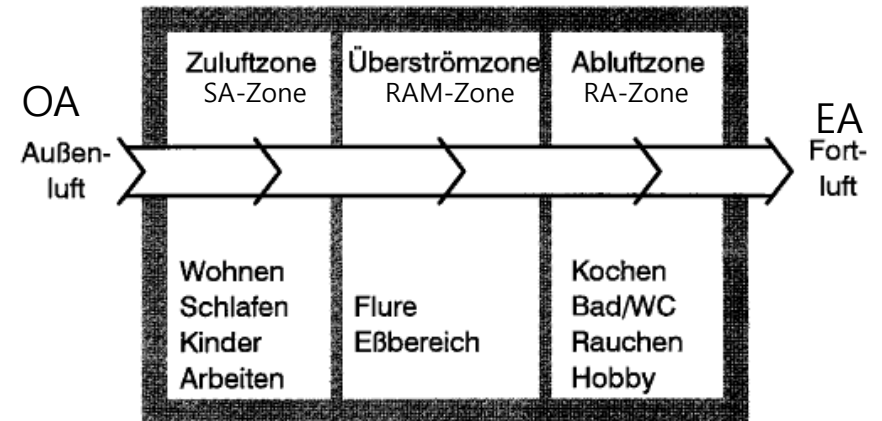 Zuluftzone
SA-Zone
Überströmzone
RAM-Zone
Abluftzone
RA-Zone
OA
Außen-
luft
EA
Fort-
luft
Wohnen
Schlafen
Kinder
Arbeiten
Flure
Eßbereich
Kochen
Bad/WC
Rauchen
Hobby